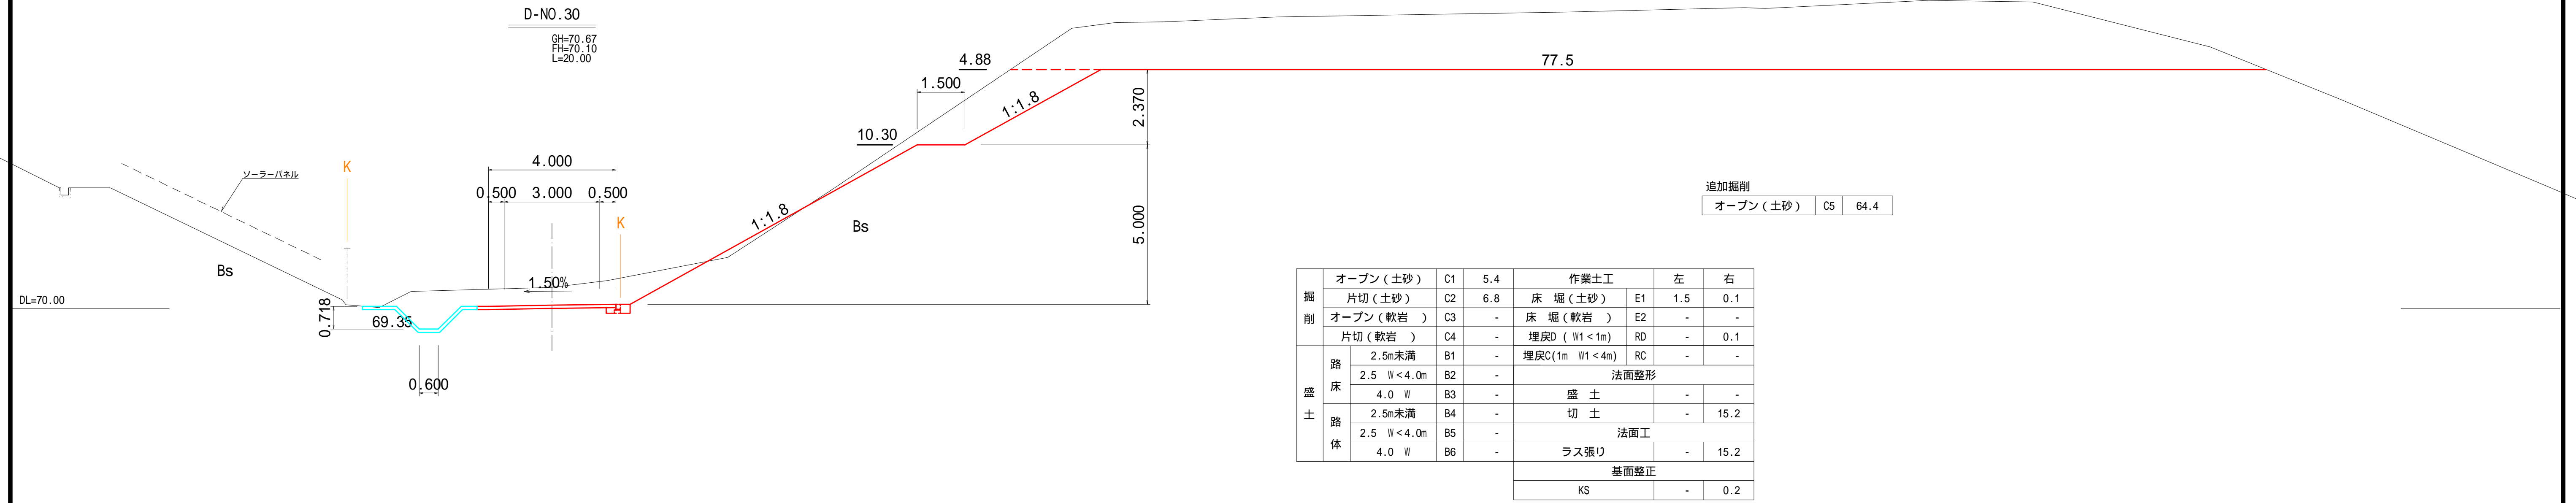 D-NO.30
GH=70.67
FH=70.10
L=20.00
4.88
77.5
1.500
1:1.8
2.370
10.30
4.000
0.500 3.000 0.500
K
ソーラーパネル
K
1:1.8
Bs
5.000
Bs
1.50%
DL=70.00
0.718
69.35
0.600
追加掘削
オープン(土砂) C5 64.4
掘削 オープン(土砂) C1 5.4 作業土工 左 右
片切(土砂) C2 6.8 床 堀(土砂) E1 1.5 0.1
オープン(軟岩 ) C3 - 床 堀(軟岩 ) E2 - -
片切(軟岩 ) C4 - 埋戻D ( W1<1m) RD - 0.1
盛土 路床 2.5m未満 B1 - 埋戻C(1m W1<4m) RC - -
2.5 W<4.0m B2 - 法面整形
4.0 W B3 - 盛 土 - -
路体 2.5m未満 B4 - 切 土 - 15.2
2.5 W<4.0m B5 - 法面工
4.0 W B6 - ラス張り - 15.2
基面整正
KS - 0.2